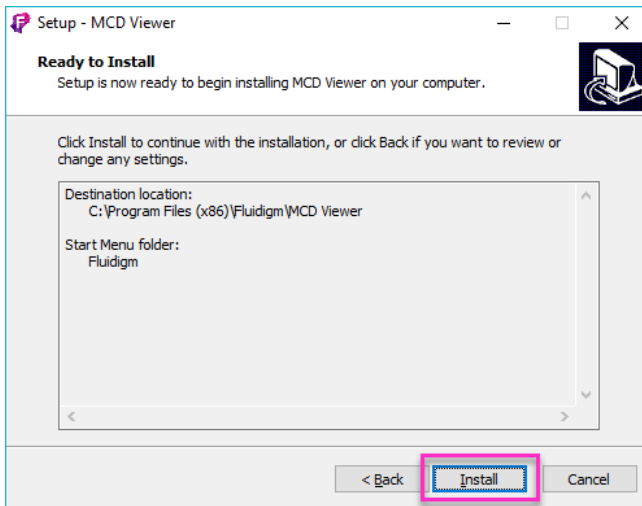 Setup - MCD Viewer
Ready to Install
Setup is now ready to begin installing MCD Viewer on your computer.
Click Install to continue with the installation, or click Back if you want to review or
change any settings.
Destination location:
C:\Program Files (x86)\Fluidigm\MCD Viewer
Start Menu folder:
Fluidigm
< Back
Install
Cancel